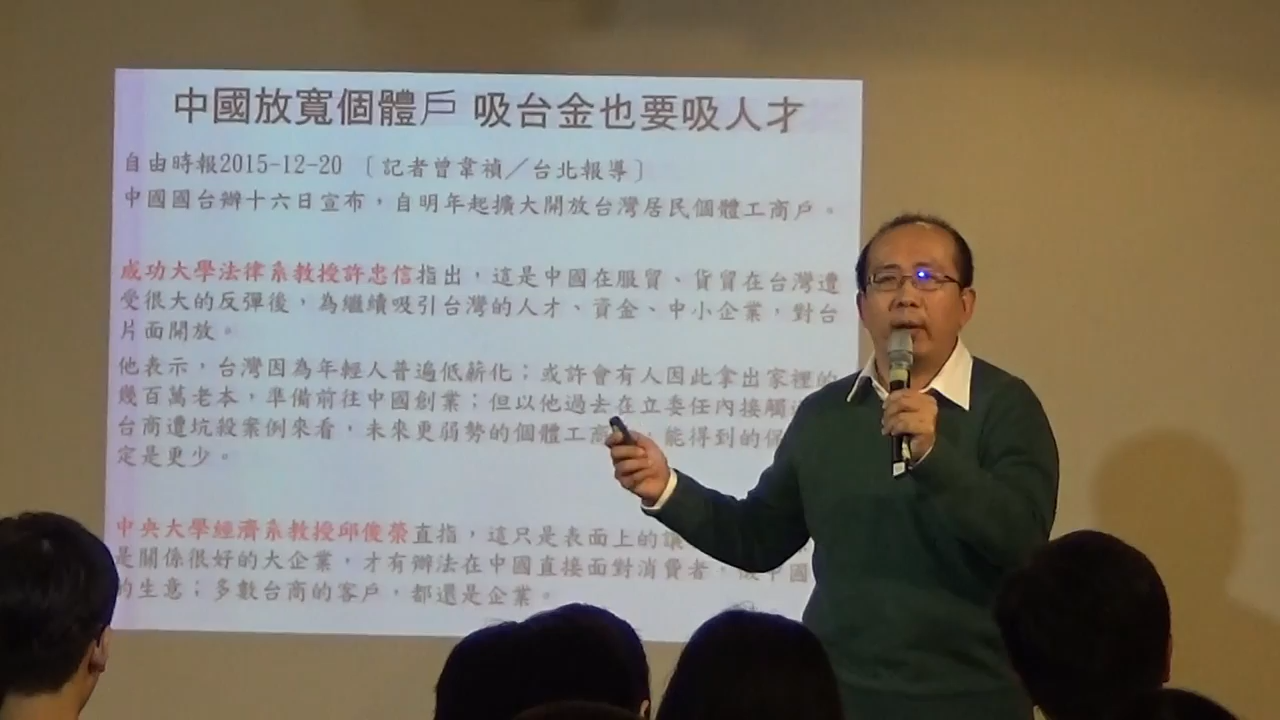 中國放寬個體戶 吸台金也要吸人才
自由時報2015-12-20 〔記者曾韋禎／台北報導〕
中國國台辦十六日宣布，自明年起擴大開放台灣居民個體工商戶。
成功大學法律系教授許忠信指出，這是中國在服貿、貨貿在台灣遭
受很大的反彈後，為繼續吸引台灣的人才、資金、中小企業，對台
片面開放。
他表示，台灣因為年輕人普遍低薪化；或許會有人因此拿出家裡的
幾百萬老本，準備前往中國創業；但以他過去在立委任內接觸
台商遭坑殺案例來看，未來更弱勢的個體工商 能得到的保
定是更少。
中央大學經濟系教授邱俊榮直指，這只是表面上的讓
是關係很好的大企業，才有辦法在中國直接面對消費者，做中國
的生意；多數台商的客戶，都還是企業。